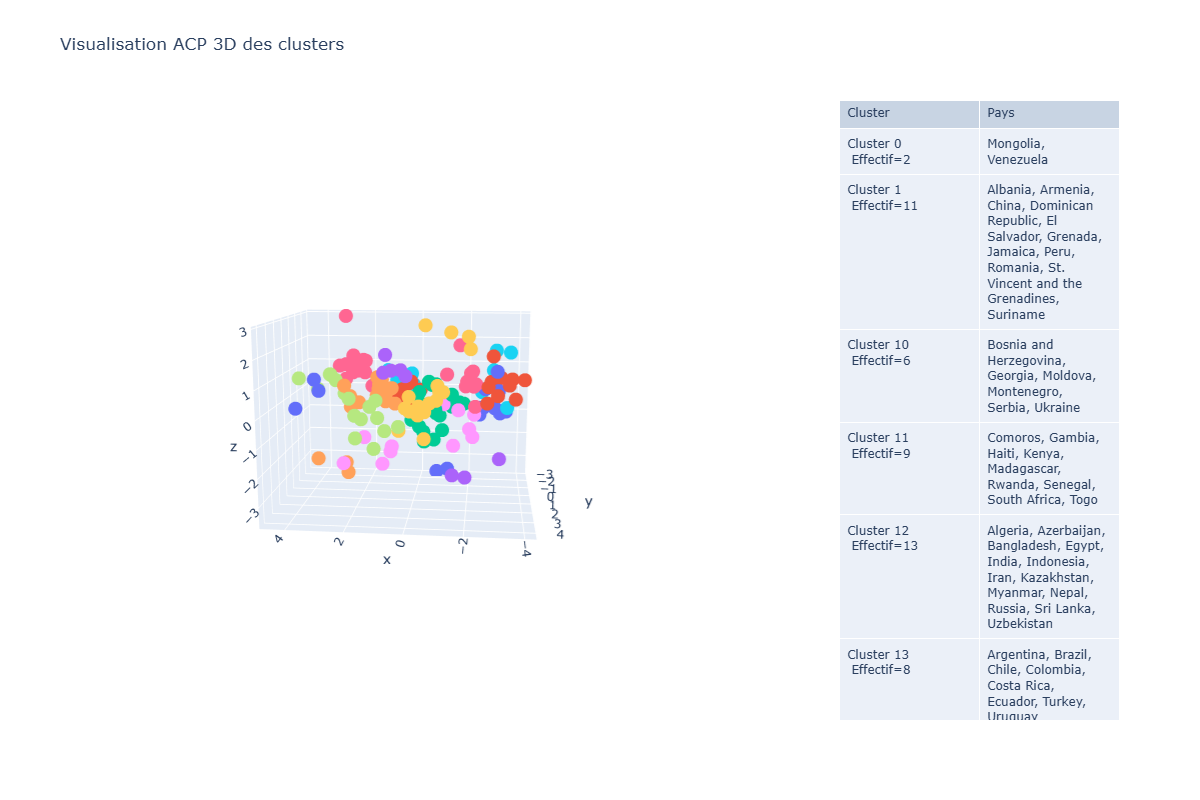 Visualisation ACP 3D des clusters
Cluster Pays
Cluster 0
Effectif=2
Mongolia,
Venezuela
Cluster 1
Effectif=11
Albania, Armenia,
China, Dominican
Republic, El
Salvador, Grenada,
Jamaica, Peru,
Romania, St.
Vincent and the
Grenadines,
Suriname
Cluster 10
Effectif=6
Bosnia and
Herzegovina,
Georgia, Moldova,
Montenegro,
Serbia, Ukraine
Cluster 11
Effectif=9
Comoros, Gambia,
Haiti, Kenya,
Madagascar,
Rwanda, Senegal,
South Africa, Togo
Cluster 12
Effectif=13
Algeria, Azerbaijan,
Bangladesh, Egypt,
India, Indonesia,
Iran, Kazakhstan,
Myanmar, Nepal,
Russia, Sri Lanka,
Uzbekistan
Cluster 13
Effectif=8
Argentina, Brazil,
Chile, Colombia,
Costa Rica,
Ecuador, Turkey,
Uruguay
3
2
1
0
−1
−2
−3
z
4
2
0
−2
−4
x
−3
−2
−1
0
1
2
3
4
y